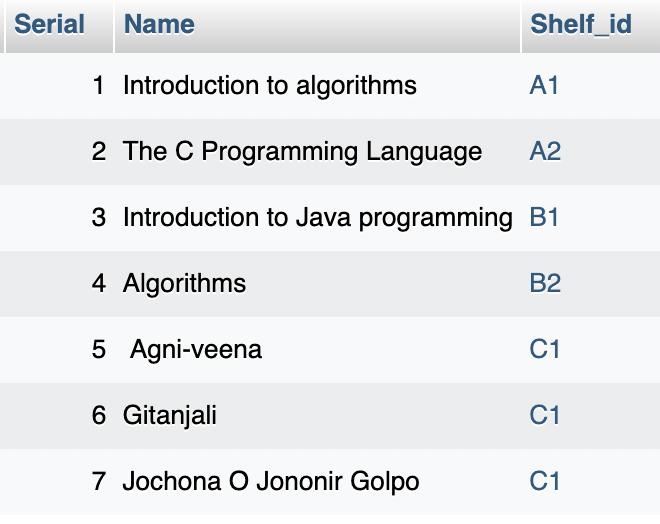 Serial Name Shelf_id
1 Introduction to algorithms A1
2 The C Programming Language A2
3 Introduction to Java programming B1
4 Algorithms B2
5 Agni-veena C1
6 Gitanjali C1
7 Jochona O Jononir Golpo C1